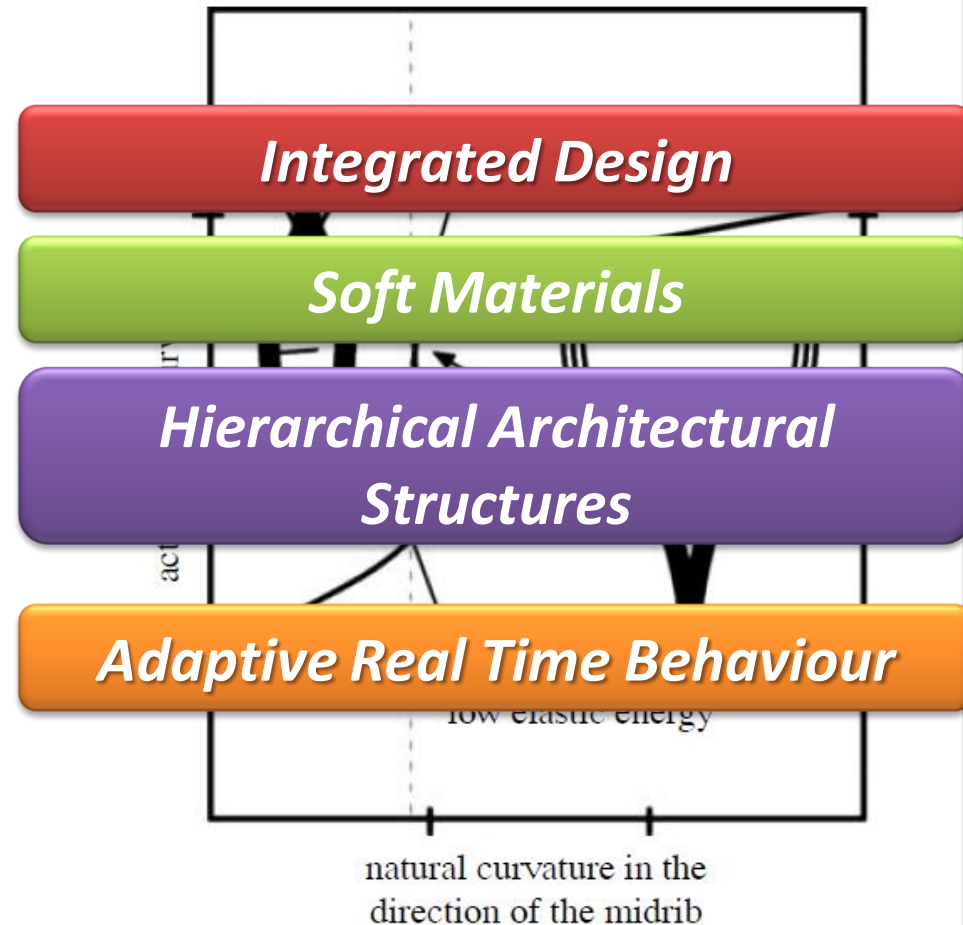 Integrated Design
Soft Materials
Hierarchical Architectural
Structures
Adaptive Real Time Behaviour
low elastic energy
natural curvature in the
direction of the midrib